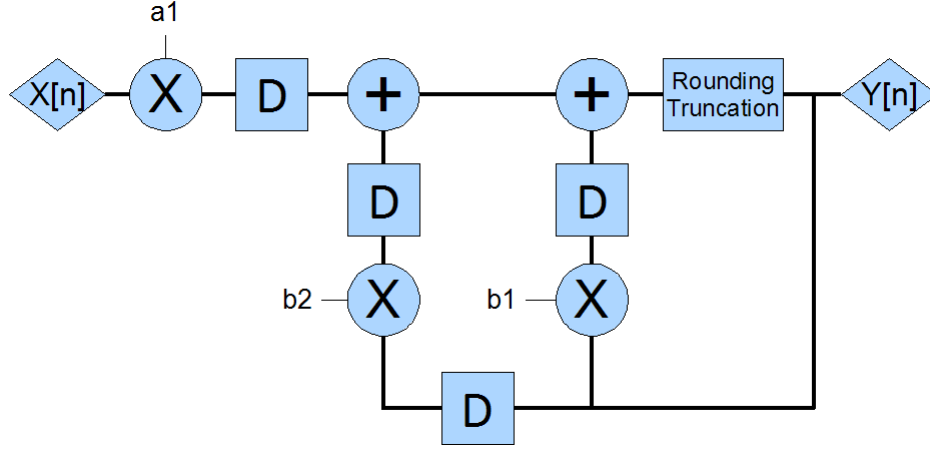 a1
X[n]
X
D
+
+
Rounding
Truncation
Y[n]
D
D
b2
X
b1
X
D